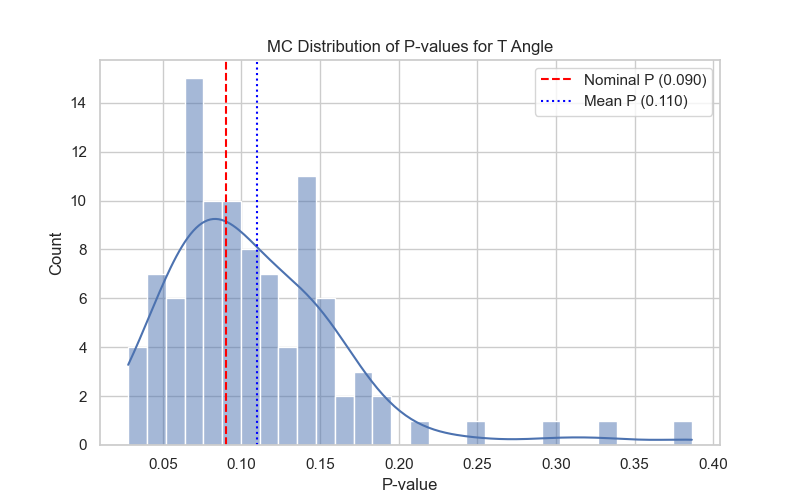 MC Distribution of P-values for T Angle
Nominal P (0.090)
Mean P (0.110)
Count
14
12
10
8
6
4
2
0
0.05 0.10 0.15 0.20 0.25 0.30 0.35 0.40
P-value